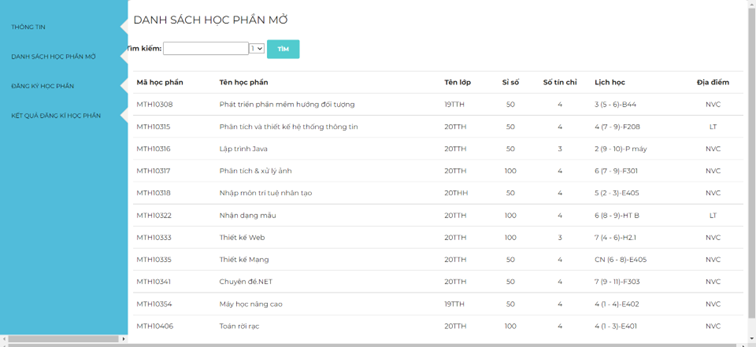 THÔNG TIN
DANH SÁCH HỌC PHẦN MỞ
ĐĂNG KÝ HỌC PHẦN
KẾT QUẢ ĐĂNG KÍ HỌC PHẦN
DANH SÁCH HỌC PHẦN MỞ
Tìm kiếm: 1 TÌM
Mã học phần Tên học phần Tên lớp Sỉ số Số tín chỉ Lịch học Địa điểm
MTH10308 Phát triển phần mềm hướng đối tượng 19TTH 50 4 3 (5 - 6)-B44 NVC
MTH10315 Phân tích và thiết kế hệ thống thông tin 20TTH 50 4 4 (7 - 9)-F208 LT
MTH10316 Lập trình Java 20TTH 50 3 2 (9 - 10)-P máy NVC
MTH10317 Phân tích & xử lý ảnh 20TTH 100 4 6 (7 - 9)-F301 NVC
MTH10318 Nhập môn trí tuệ nhân tạo 20THH 50 4 5 (2 - 3)-E405 NVC
MTH10322 Nhận dạng mẫu 20TTH 100 4 6 (8 - 9)-HT B LT
MTH10333 Thiết kế Web 20TTH 100 3 7 (4 - 6)-H2.1 NVC
MTH10335 Thiết kế Mạng 20TTH 50 4 CN (6 - 8)-E405 NVC
MTH10341 Chuyên đề.NET 20TTH 50 4 7 (9 - 11)-F303 NVC
MTH10354 Máy học nâng cao 19TTH 50 4 4 (1 - 4)-E402 NVC
MTH10406 Toán rời rạc 20TTH 100 4 4 (1 - 3)-E401 NVC